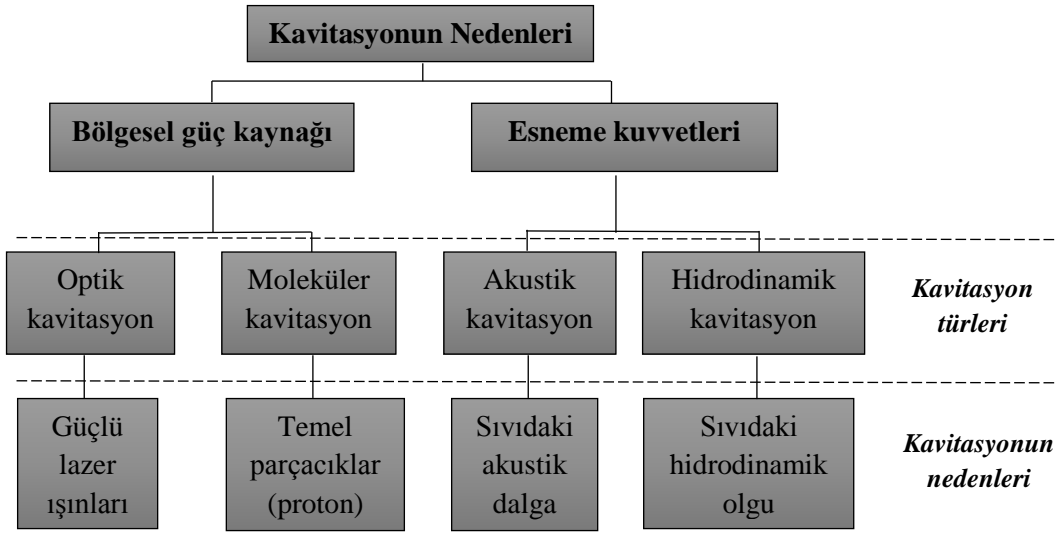 Kavitasyonun Nedenleri
Bölgesel güç kaynağı
Esneme kuvvetleri
Optik
kavitasyon
Moleküler
kavitasyon
Akustik
kavitasyon
Hidrodinamik
kavitasyon
Kavitasyon
türleri
Güçlü
lazer
ışınları
Temel
parçacıklar
(proton)
Sıvıdaki
akustik
dalga
Sıvıdaki
hidrodinamik
olgu
Kavitasyonun
nedenleri